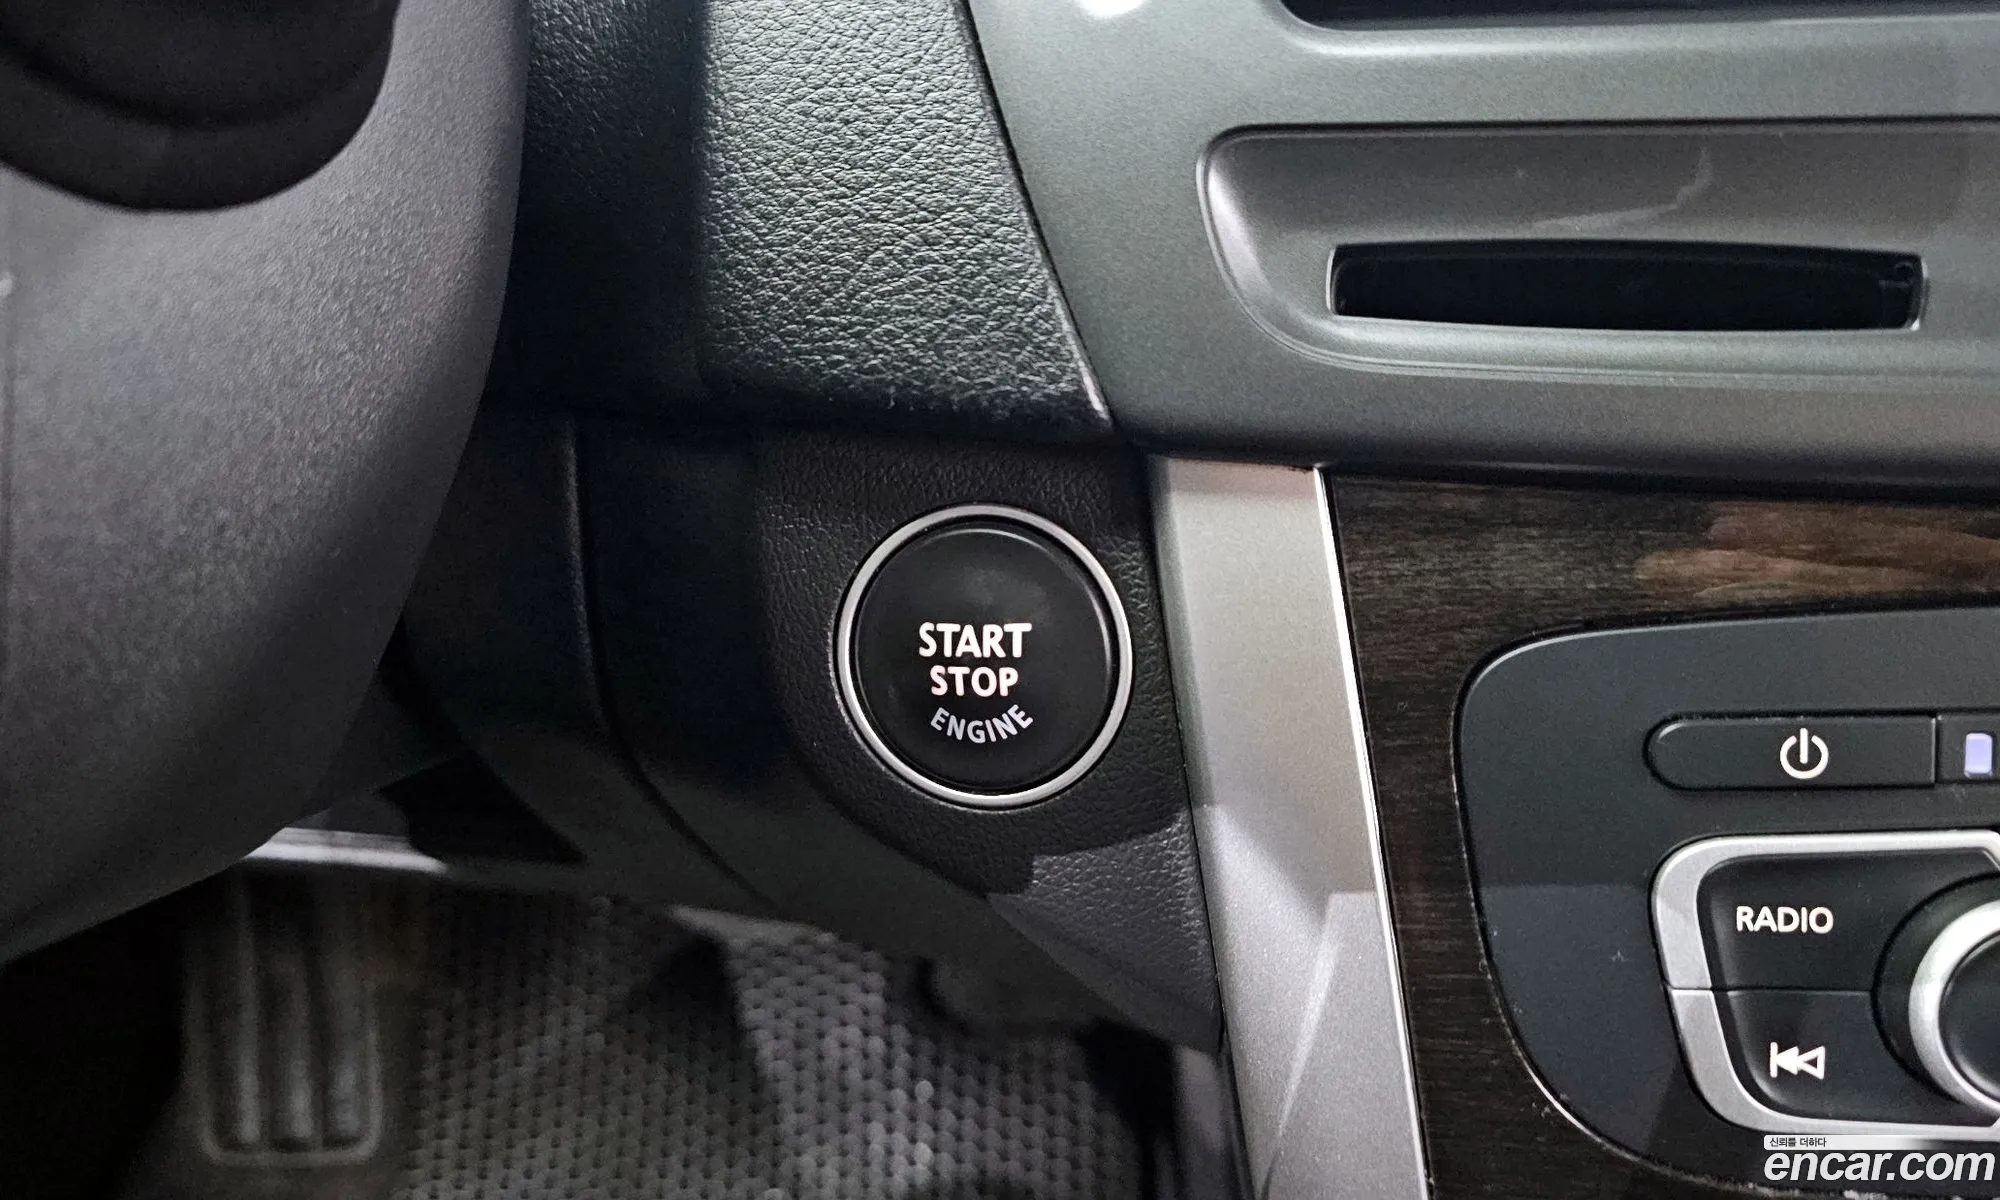 START
STOP
ENGINE
RADIO
신뢰를 더하다
encar.com